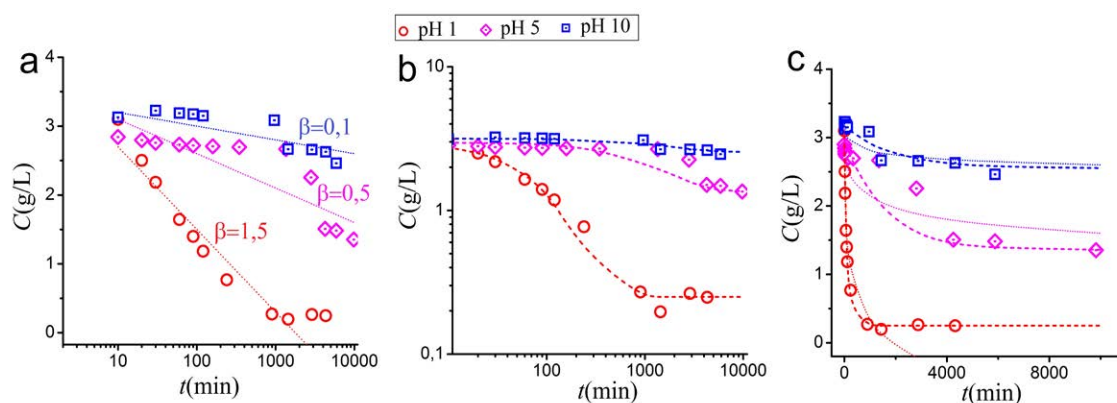 pH 1 pH 5 pH 10
a
4
3
2
1
0
C(g/L)
β=0,1
β=0,5
β=1,5
10 100 1000 10000
t(min)
b
10
1
0,1
C(g/L)
100 1000 10000
t(min)
c
4
3
2
1
0
C(g/L)
0 4000 8000
t(min)